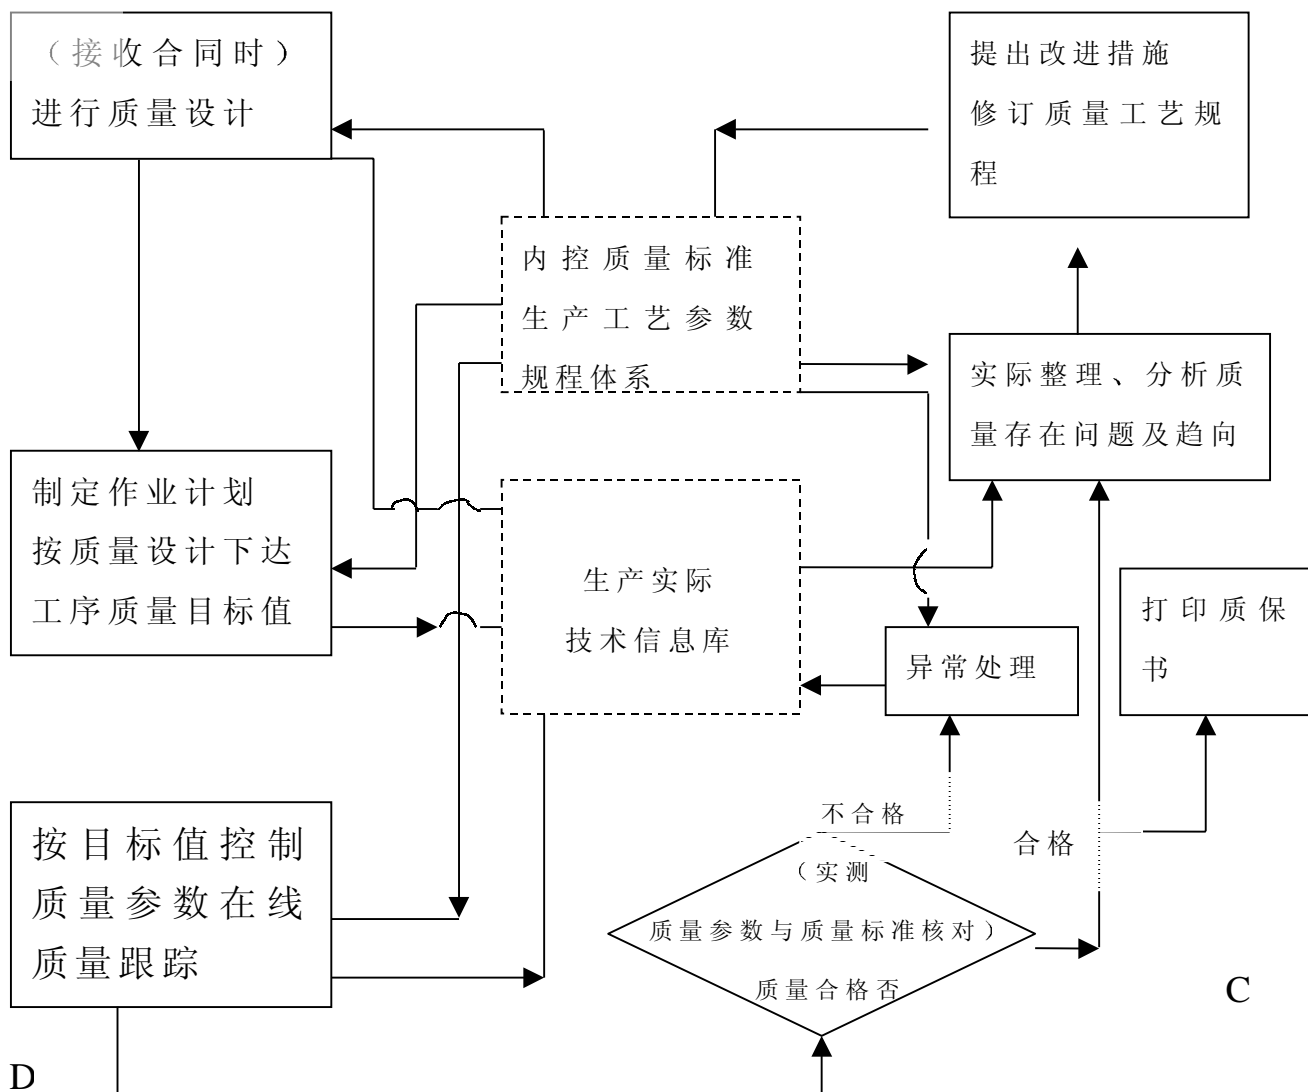 （接收合同时）
进行质量设计
提出改进措施
修订质量工艺规
程
内控质量标准
生产工艺参数
规程体系
实际整理、分析质
量存在问题及趋向
制定作业计划
按质量设计下达
工序质量目标值
生产实际
技术信息库
异常处理
打印质保
书
按目标值控制
质量参数在线
质量跟踪
不合格
合格
（实测
质量参数与质量标准核对）
质量合格否
C
D